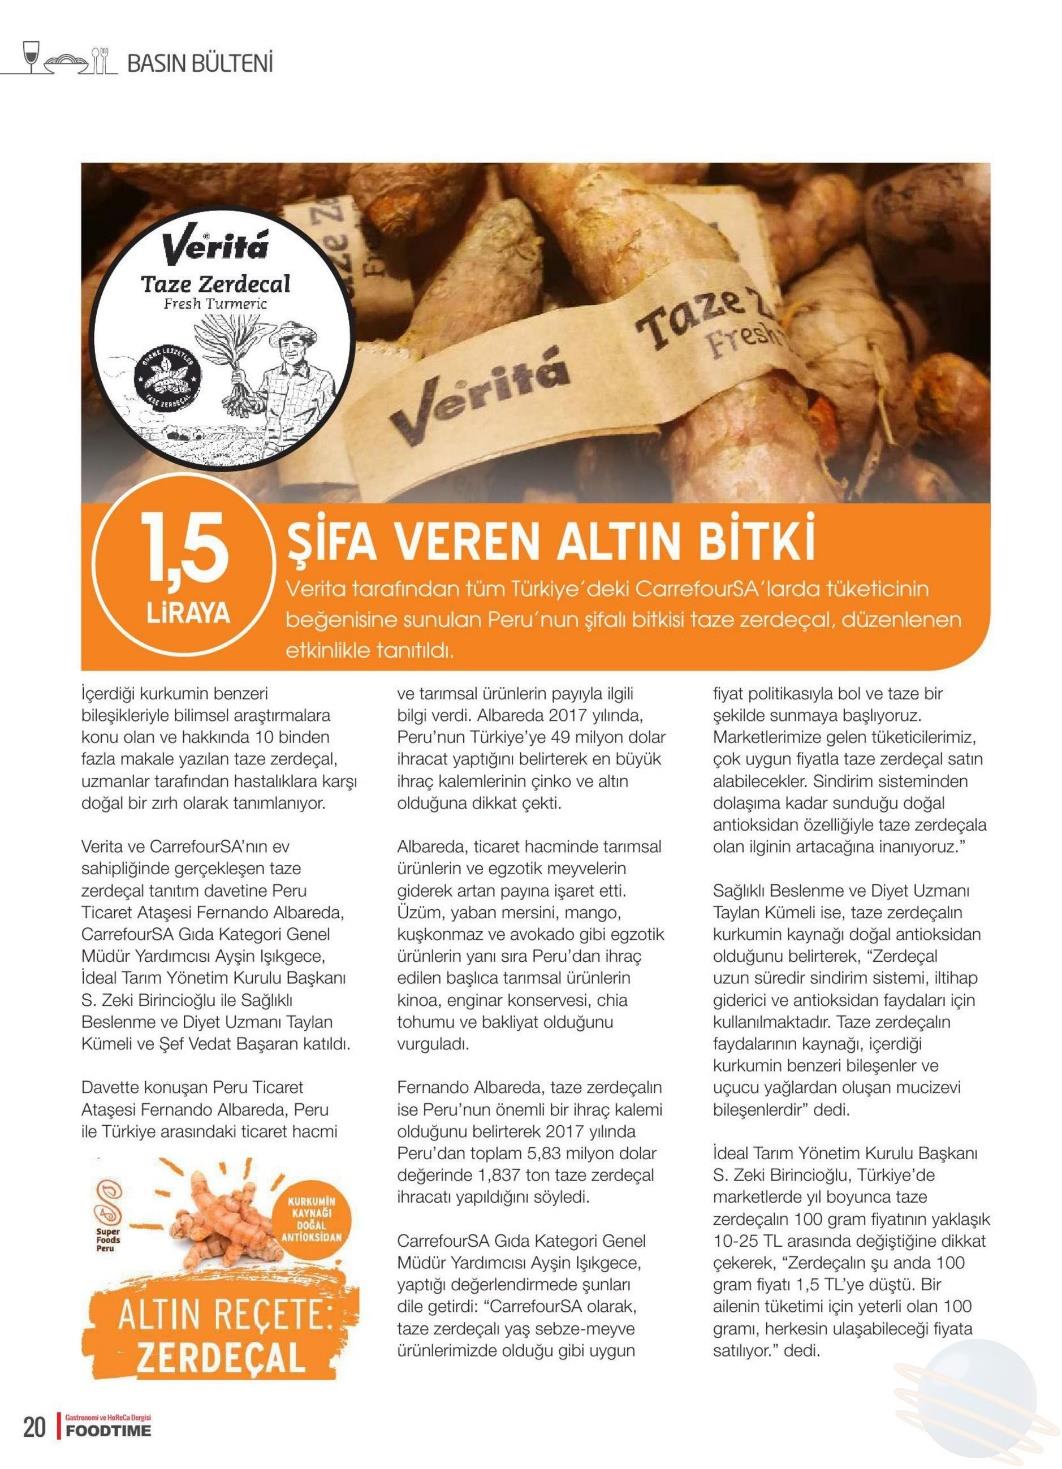 BASIN BÜLTENİ
Veritá
Taze Zerdecal
Fresh Turmeric
EVANE LEZZETLER
TAZE ZERDEÇAL
Veritá
Taze Z
Fresh
1,5
LİRAYA
ŞİFA VEREN ALTIN BİTKİ
Verita tarafından tüm Türkiye'deki CarrefourSA'larda tüketicinin
beğenisine sunulan Peru'nun şifalı bitkisi taze zerdeçal, düzenlenen
etkinlikle tanıtıldı.
İçerdiği kurkumin benzeri
bileşikleriyle bilimsel araştırmalara
konu olan ve hakkında 10 binden
fazla makale yazılan taze zerdeçal,
uzmanlar tarafından hastalıklara karşı
doğal bir zırh olarak tanımlanıyor.
Verita ve CarrefourSA'nın ev
sahipliğinde gerçekleşen taze
zerdeçal tanıtım davetine Peru
Ticaret Ataşesi Fernando Albareda,
CarrefourSA Gıda Kategori Genel
Müdür Yardımcısı Ayşin Işıkgece,
İdeal Tarım Yönetim Kurulu Başkanı
S. Zeki Birincioğlu ile Sağlıklı
Beslenme ve Diyet Uzmanı Taylan
Kümeli ve Şef Vedat Başaran katıldı.
Davette konuşan Peru Ticaret
Ataşesi Fernando Albareda, Peru
ile Türkiye arasındaki ticaret hacmi
Super
Foods
Peru
KURKUMİN
KAYNAĞI
DOĞAL
ANTİOKSİDAN
ALTIN REÇETE:
ZERDEÇAL
ve tarımsal ürünlerin payıyla ilgili
bilgi verdi. Albareda 2017 yılında,
Peru'nun Türkiye'ye 49 milyon dolar
ihracat yaptığını belirterek en büyük
ihraç kalemlerinin çinko ve altın
olduğuna dikkat çekti.
Albareda, ticaret hacminde tarımsal
ürünlerin ve egzotik meyvelerin
giderek artan payına işaret etti.
Üzüm, yaban mersini, mango,
kuşkonmaz ve avokado gibi egzotik
ürünlerin yanı sıra Peru'dan ihraç
edilen başlıca tarımsal ürünlerin
kinoa, enginar konservesi, chia
tohumu ve bakliyat olduğunu
vurguladı.
Fernando Albareda, taze zerdeçalın
ise Peru'nun önemli bir ihraç kalemi
olduğunu belirterek 2017 yılında
Peru'dan toplam 5,83 milyon dolar
değerinde 1,837 ton taze zerdeçal
ihracatı yapıldığını söyledi.
CarrefourSA Gıda Kategori Genel
Müdür Yardımcısı Ayşin Işıkgece,
yaptığı değerlendirmede şunları
dile getirdi: “CarrefourSA olarak,
taze zerdeçalı yaş sebze-meyve
ürünlerimizde olduğu gibi uygun
fiyat politikasıyla bol ve taze bir
şekilde sunmaya başlıyoruz.
Marketlerimize gelen tüketicilerimiz,
çok uygun fiyatla taze zerdeçal satın
alabilecekler. Sindirim sisteminden
dolaşıma kadar sunduğu doğal
antioksidan özelliğiyle taze zerdeçala
olan ilginin artacağına inanıyoruz.”
Sağlıklı Beslenme ve Diyet Uzmanı
Taylan Kümeli ise, taze zerdeçalın
kurkumin kaynağı doğal antioksidan
olduğunu belirterek, “Zerdeçal
uzun süredir sindirim sistemi, iltihap
giderici ve antioksidan faydaları için
kullanılmaktadır. Taze zerdeçalın
faydalarının kaynağı, içerdiği
kurkumin benzeri bileşenler ve
uçucu yağlardan oluşan mucizevi
bileşenlerdir” dedi.
İdeal Tarım Yönetim Kurulu Başkanı
S. Zeki Birincioğlu, Türkiye'de
marketlerde yıl boyunca taze
zerdeçalın 100 gram fiyatının yaklaşık
10-25 TL arasında değiştiğine dikkat
çekerek, “Zerdeçalın şu anda 100
gram fiyatı 1,5 TL'ye düştü. Bir
ailenin tüketimi için yeterli olan 100
gramı, herkesin ulaşabileceği fiyata
satılıyor.” dedi.
20
Gastronomi ve HoReCa Dergisi
FOODTIME